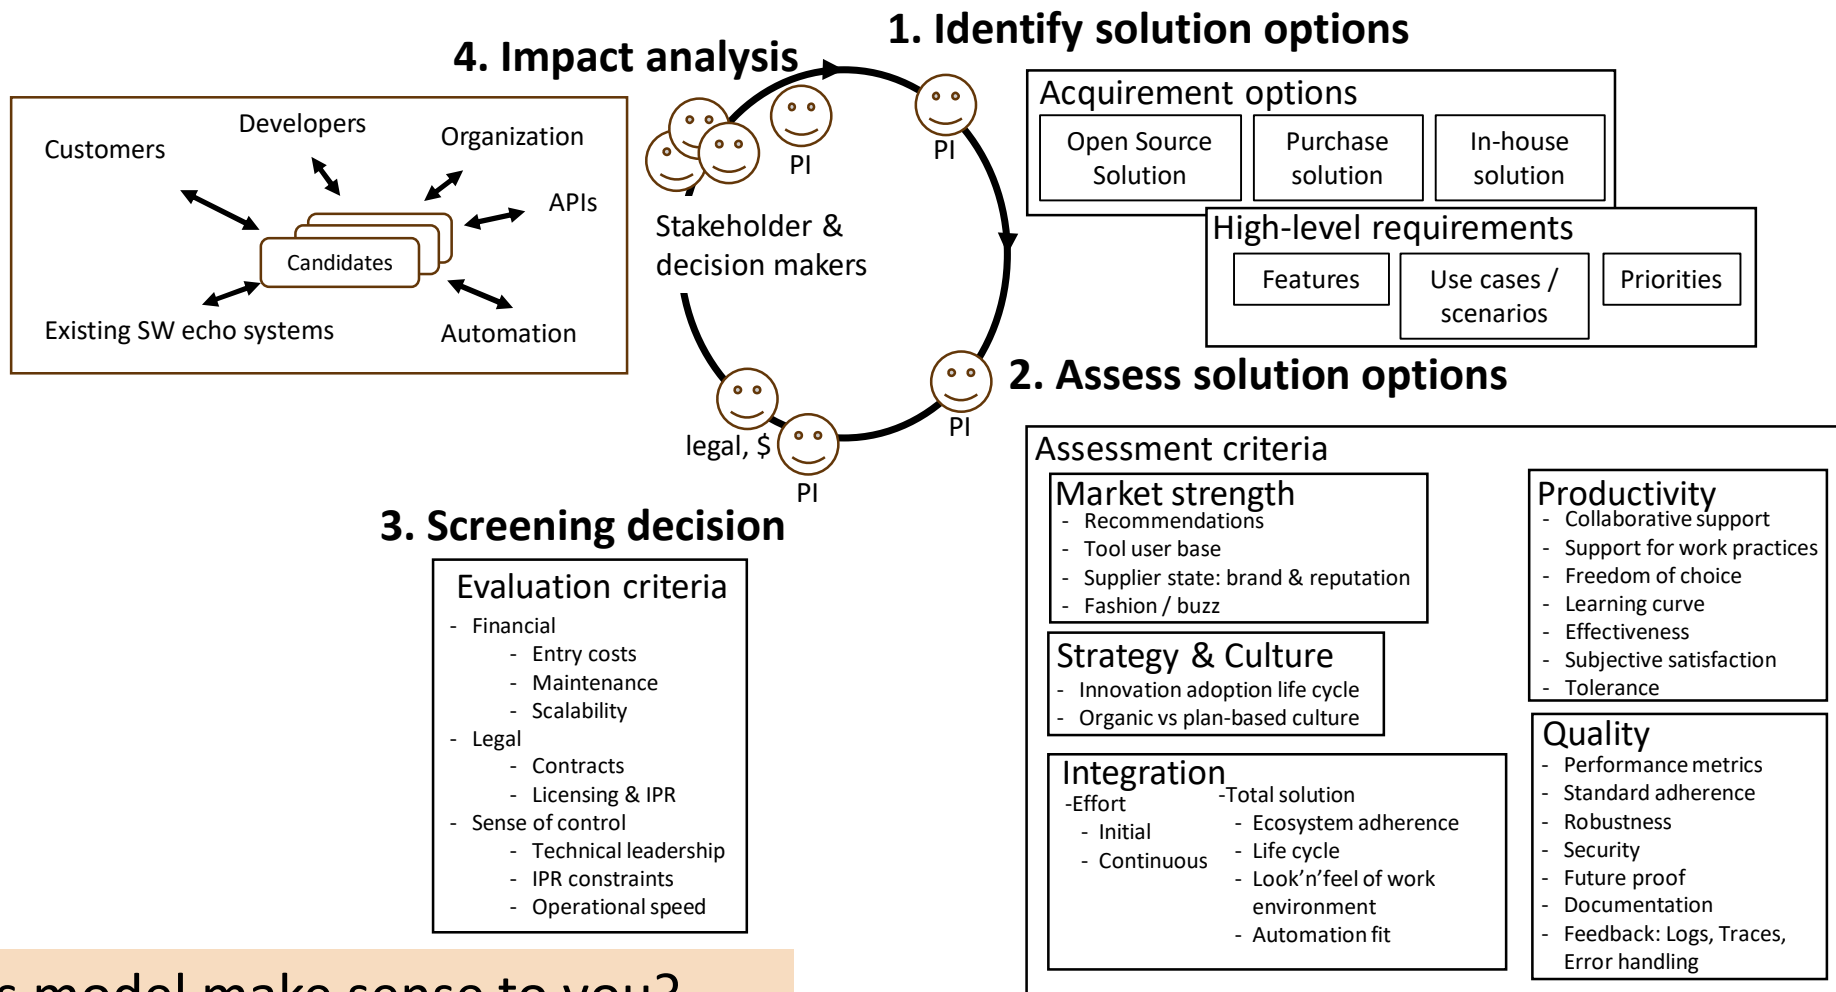 1. Identify solution options
4. Impact analysis
Customers
Developers
Organization
APIs
Candidates
Existing SW echo systems
Automation
PI
PI
Stakeholder &
decision makers
PI
legal, $
PI
Acquirement options
Open Source
Solution
Purchase
solution
In-house
solution
High-level requirements
Features
Use cases /
scenarios
Priorities
2. Assess solution options
Assessment criteria
Market strength
- Recommendations
- Tool user base
- Supplier state: brand & reputation
- Fashion / buzz
Strategy & Culture
- Innovation adoption life cycle
- Organic vs plan-based culture
Integration
-Effort
- Initial
- Continuous
-Total solution
- Ecosystem adherence
- Life cycle
- Look'n'feel of work
environment
- Automation fit
Productivity
- Collaborative support
- Support for work practices
- Freedom of choice
- Learning curve
- Effectiveness
- Subjective satisfaction
- Tolerance
Quality
- Performance metrics
- Standard adherence
- Robustness
- Security
- Future proof
- Documentation
- Feedback: Logs, Traces,
Error handling
3. Screening decision
Evaluation criteria
- Financial
- Entry costs
- Maintenance
- Scalability
- Legal
- Contracts
- Licensing & IPR
- Sense of control
- Technical leadership
- IPR constraints
- Operational speed
s model make sense to you?